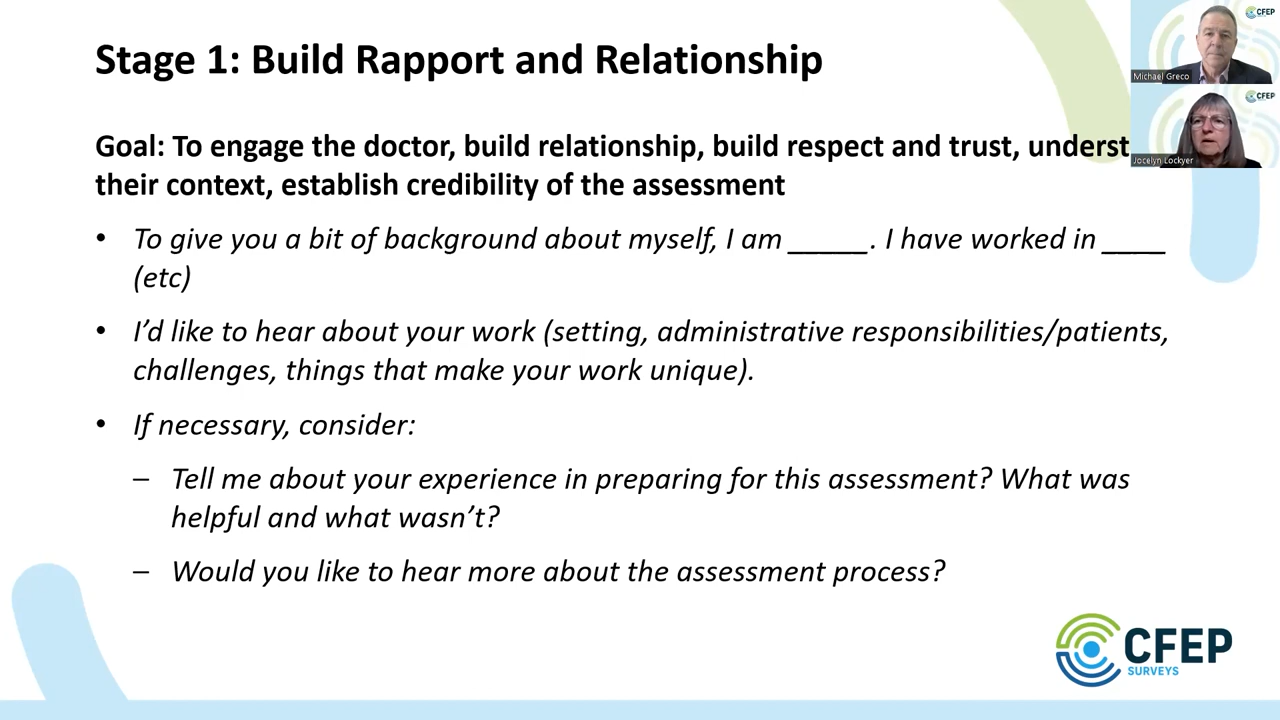 Stage 1: Build Rapport and Relationship
Goal: To engage the doctor, build relationship, build respect and trust, underst
their context, establish credibility of the assessment
• To give you a bit of background about myself, I am _____. I have worked in ____
(etc)
• I'd like to hear about your work (setting, administrative responsibilities/patients,
challenges, things that make your work unique).
• If necessary, consider:
– Tell me about your experience in preparing for this assessment? What was
helpful and what wasn't?
– Would you like to hear more about the assessment process?
CFEP
SURVEYS
CFEP
Michael Greco
CFEP
Jocelyn Lockyer